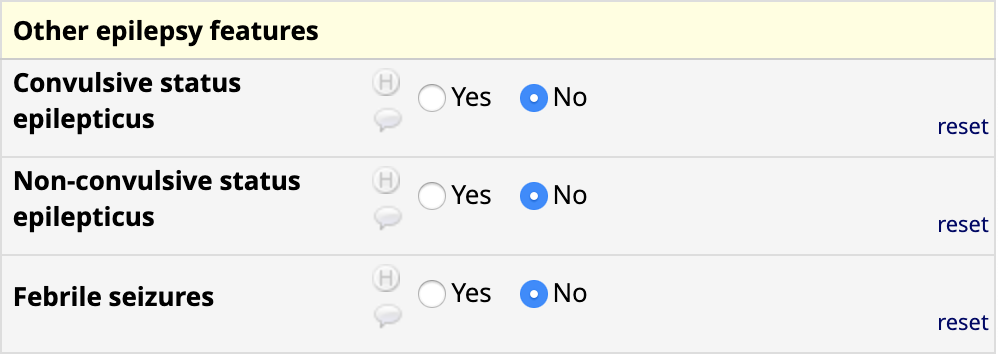 Other epilepsy features
Convulsive status
epilepticus
H
Yes No
reset
Non-convulsive status
epilepticus
H
Yes No
reset
Febrile seizures
H
Yes No
reset